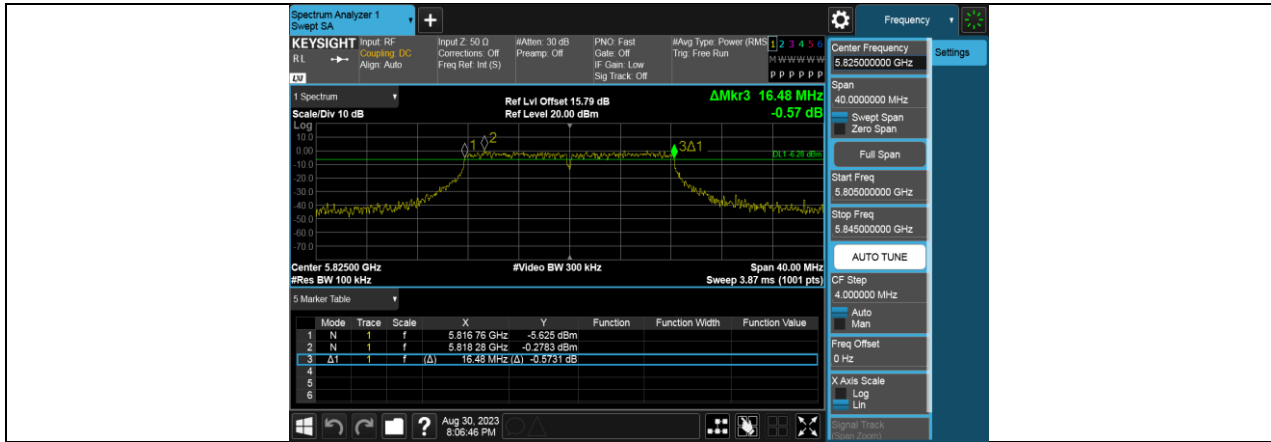 Spectrum Analyzer 1
Swept SA
+
Frequency
KEYSIGHT
RL
LXI
Input: RF
Coupling: DC
Align: Auto
Input Z: 50 Ω
Corrections: Off
Freq Ref: Int (S)
#Atten: 30 dB
Preamp: Off
PNO: Fast
Gate: Off
IF Gain: Low
Sig Track: Off
#Avg Type: Power (RMS
Trig: Free Run
1 2 3 4 5 6
M W W W W W
P P P P P P
1 Spectrum
Scale/Div 10 dB
Ref Lvl Offset 15.79 dB
Ref Level 20.00 dBm
ΔMkr3 16.48 MHz
-0.57 dB
Log
10.0
0.00
-10.0
-20.0
-30.0
-40.0
-50.0
-60.0
-70.0
1
2
3Δ1
DL1 -6.28 dBm
Center 5.82500 GHz
#Video BW 300 kHz
Span 40.00 MHz
#Res BW 100 kHz
Sweep 3.87 ms (1001 pts)
5 Marker Table
Mode Trace Scale X Y Function Function Width Function Value
1 N 1 f 5.816 76 GHz -5.625 dBm
2 N 1 f 5.818 28 GHz -0.2783 dBm
3 Δ1 1 f (Δ) 16.48 MHz (Δ) -0.5731 dB
4
5
6
?
Aug 30, 2023
8:06:46 PM
Center Frequency
5.825000000 GHz
Settings
Span
40.0000000 MHz
Swept Span
Zero Span
Full Span
Start Freq
5.805000000 GHz
Stop Freq
5.845000000 GHz
AUTO TUNE
CF Step
4.000000 MHz
Auto
Man
Freq Offset
0 Hz
X Axis Scale
Log
Lin
Signal Track
(Span Zoom)